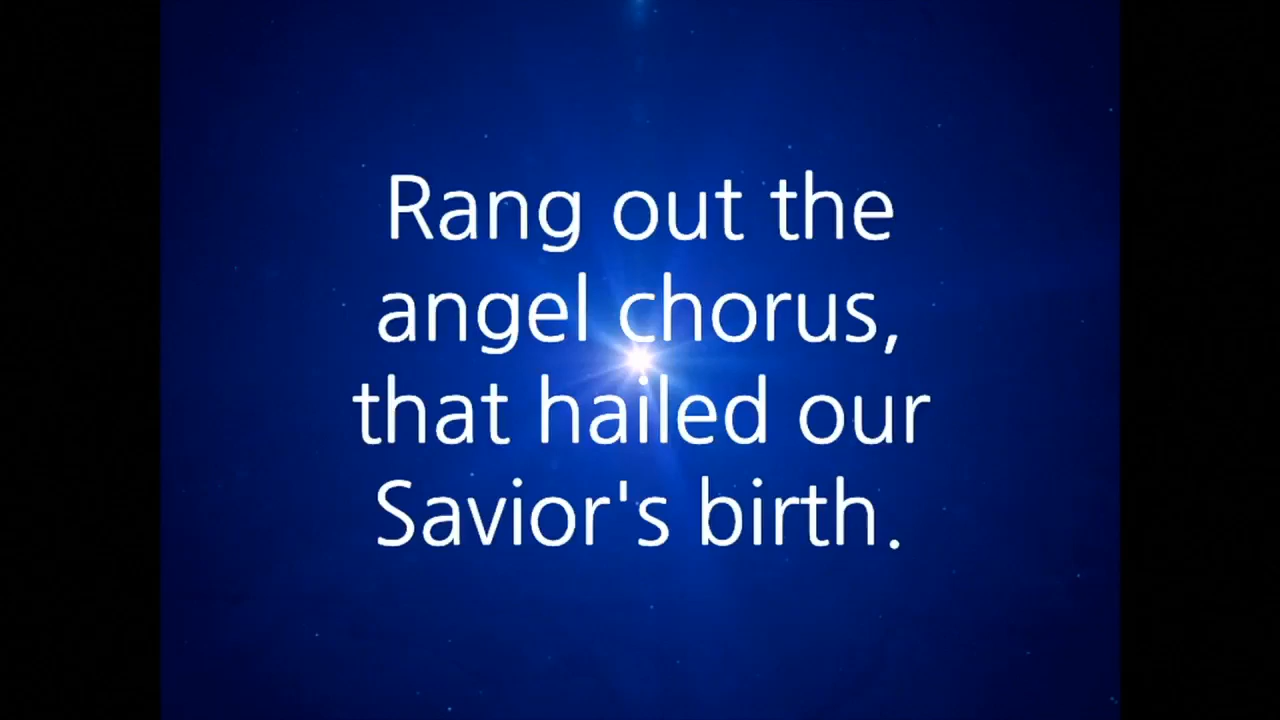 Rang out the
angel chorus,
that hailed our
Savior's birth.